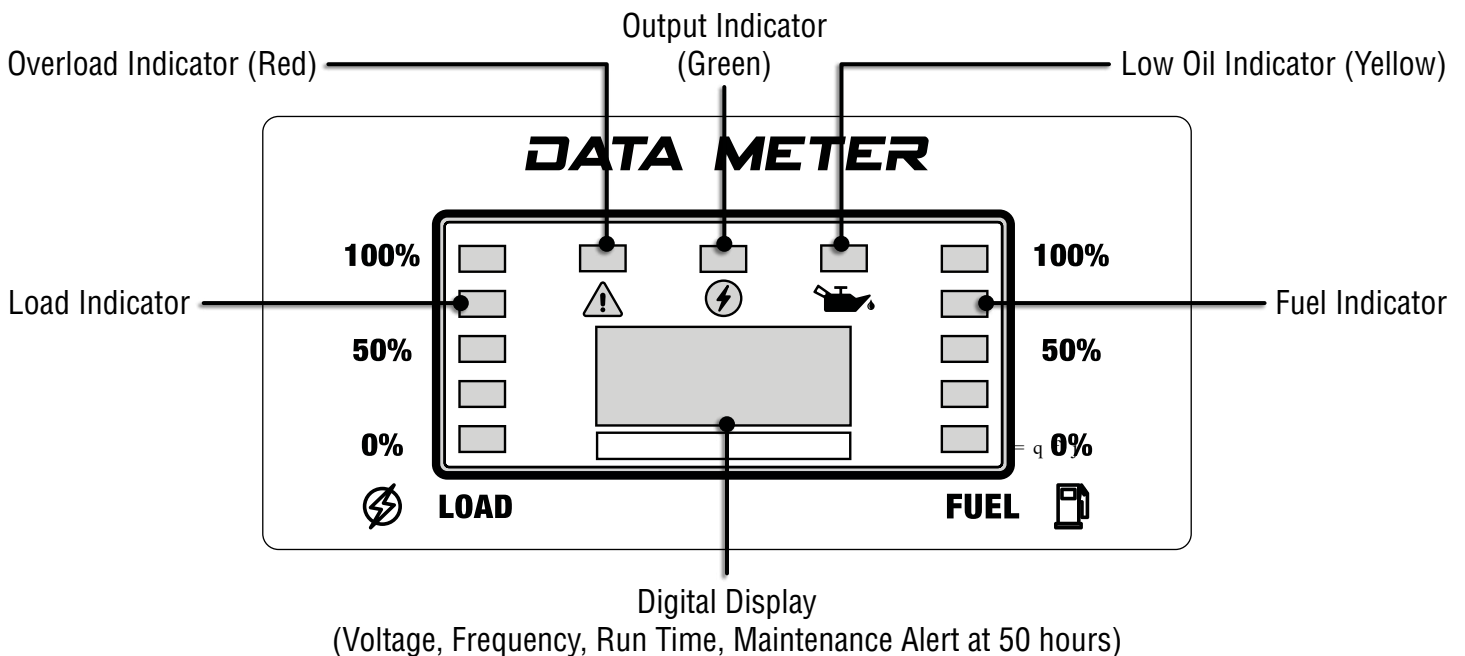 Output Indicator
(Green)
Overload Indicator (Red)
Low Oil Indicator (Yellow)
DATA METER
100%
100%
Load Indicator
Fuel Indicator
50%
50%
0%
= q 0%
LOAD
FUEL
Digital Display
(Voltage, Frequency, Run Time, Maintenance Alert at 50 hours)